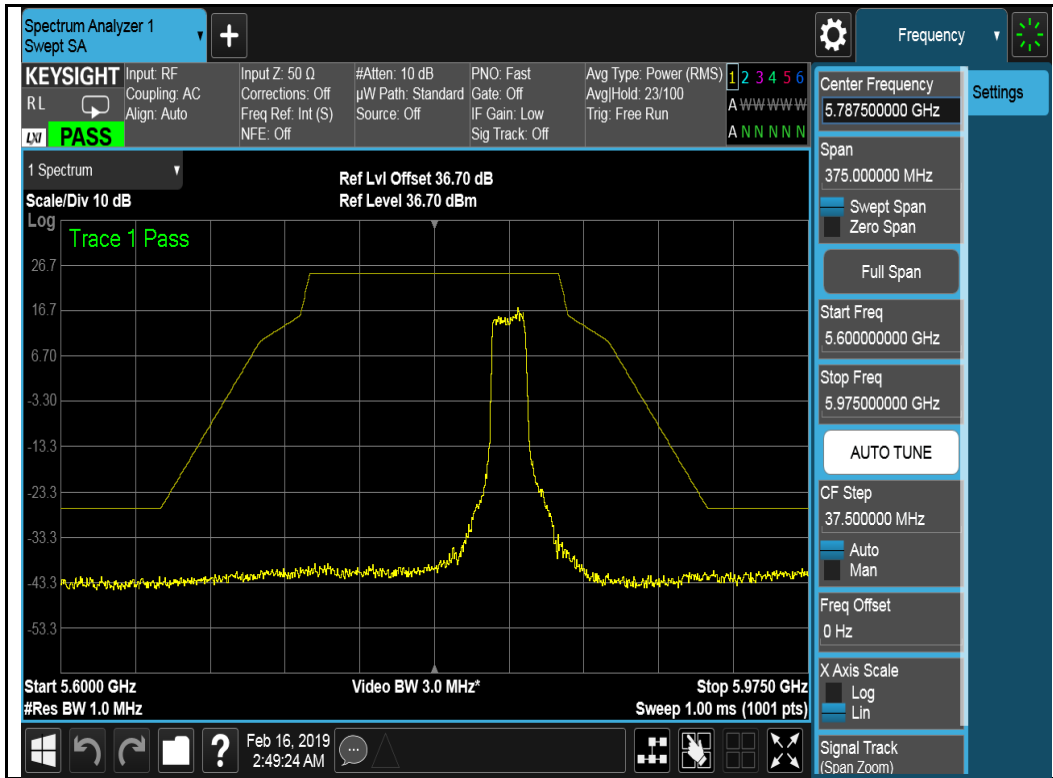 Spectrum Analyzer 1
Swept SA
+
Frequency
KEYSIGHT
R L
LXI PASS
Input: RF
Coupling: AC
Align: Auto
Input Z: 50 Ω
Corrections: Off
Freq Ref: Int (S)
NFE: Off
#Atten: 10 dB
µW Path: Standard
Source: Off
PNO: Fast
Gate: Off
IF Gain: Low
Sig Track: Off
Avg Type: Power (RMS)
Avg|Hold: 23/100
Trig: Free Run
1 2 3 4 5 6
A W W W W W
A N N N N N
1 Spectrum
Scale/Div 10 dB
Ref Lvl Offset 36.70 dB
Ref Level 36.70 dBm
Log
Trace 1 Pass
26.7
16.7
6.70
-3.30
-13.3
-23.3
-33.3
-43.3
-53.3
Start 5.6000 GHz
#Res BW 1.0 MHz
Video BW 3.0 MHz*
Stop 5.9750 GHz
Sweep 1.00 ms (1001 pts)
Center Frequency
5.787500000 GHz
Span
375.000000 MHz
Swept Span
Zero Span
Full Span
Start Freq
5.600000000 GHz
Stop Freq
5.975000000 GHz
AUTO TUNE
CF Step
37.500000 MHz
Auto
Man
Freq Offset
0 Hz
X Axis Scale
Log
Lin
Signal Track
(Span Zoom)
Settings
?
Feb 16, 2019
2:49:24 AM